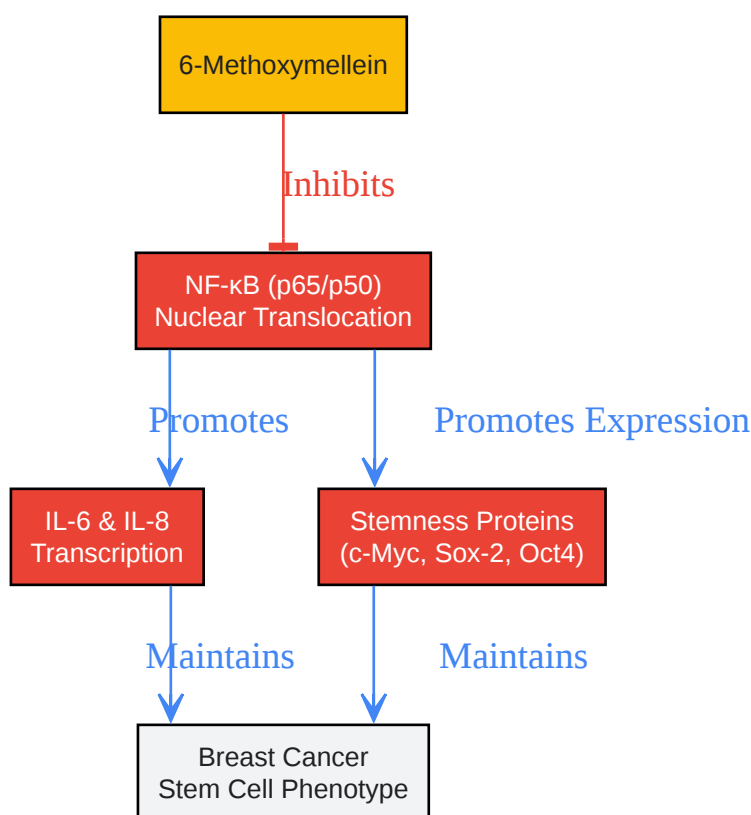 6-Methoxymellein
Inhibits
NF-κB (p65/p50)
Nuclear Translocation
Promotes
Promotes Expression
IL-6 & IL-8
Transcription
Stemness Proteins
(c-Myc, Sox-2, Oct4)
Maintains
Maintains
Breast Cancer
Stem Cell Phenotype